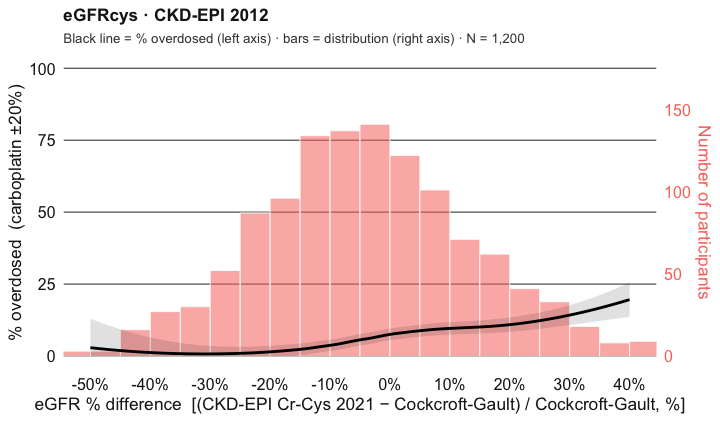 eGFRcys · CKD-EPI 2012
Black line = % overdosed (left axis) · bars = distribution (right axis) · N = 1,200
% overdosed  (carboplatin ±20%)
100
75
50
25
0
150
100
50
0
Number of participants
-50% -40% -30% -20% -10% 0% 10% 20% 30% 40%
eGFR % difference  [(CKD-EPI Cr-Cys 2021 − Cockcroft-Gault) / Cockcroft-Gault, %]